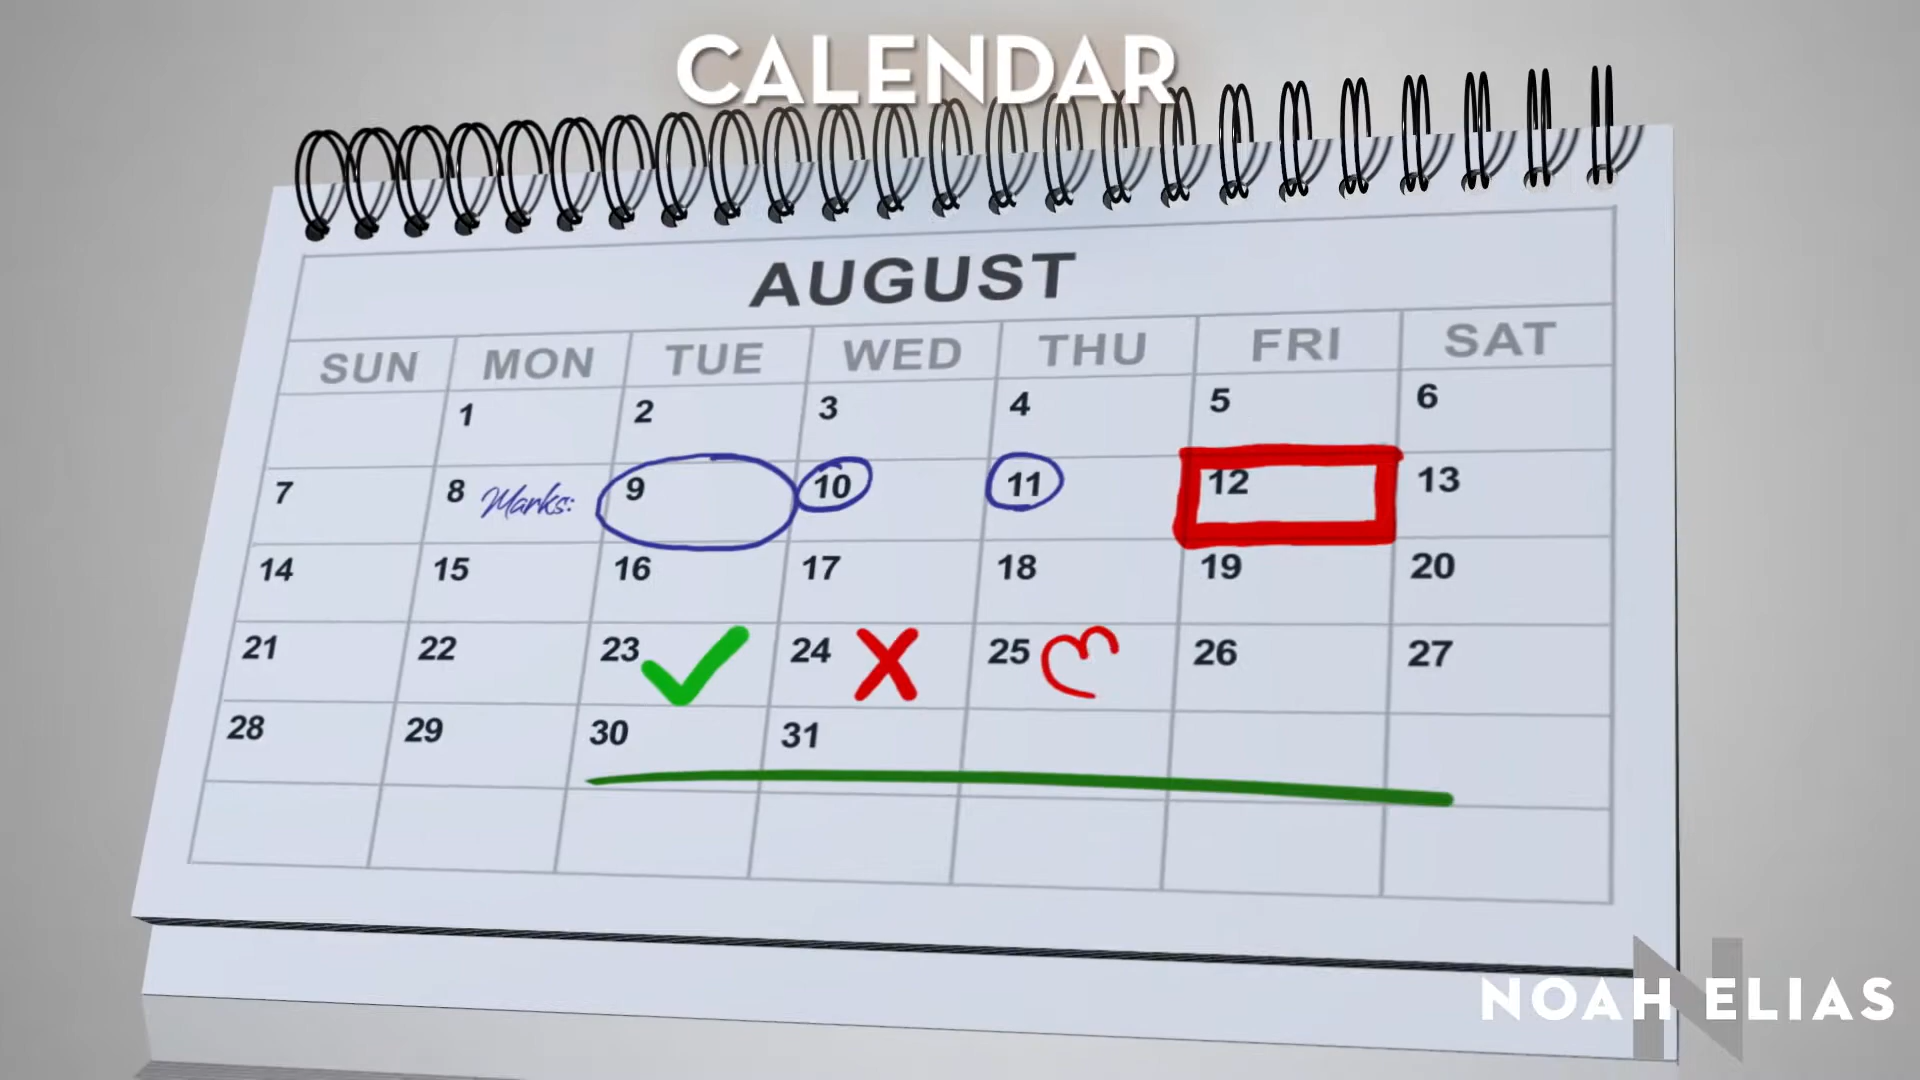 CALENDAR
AUGUST
SUN MON TUE WED THU FRI SAT
1 2 3 4 5 6
7 8 Marks: 9 10 11 12 13
14 15 16 17 18 19 20
21 22 23 24 25 26 27
28 29 30 31
NOAH ELIAS